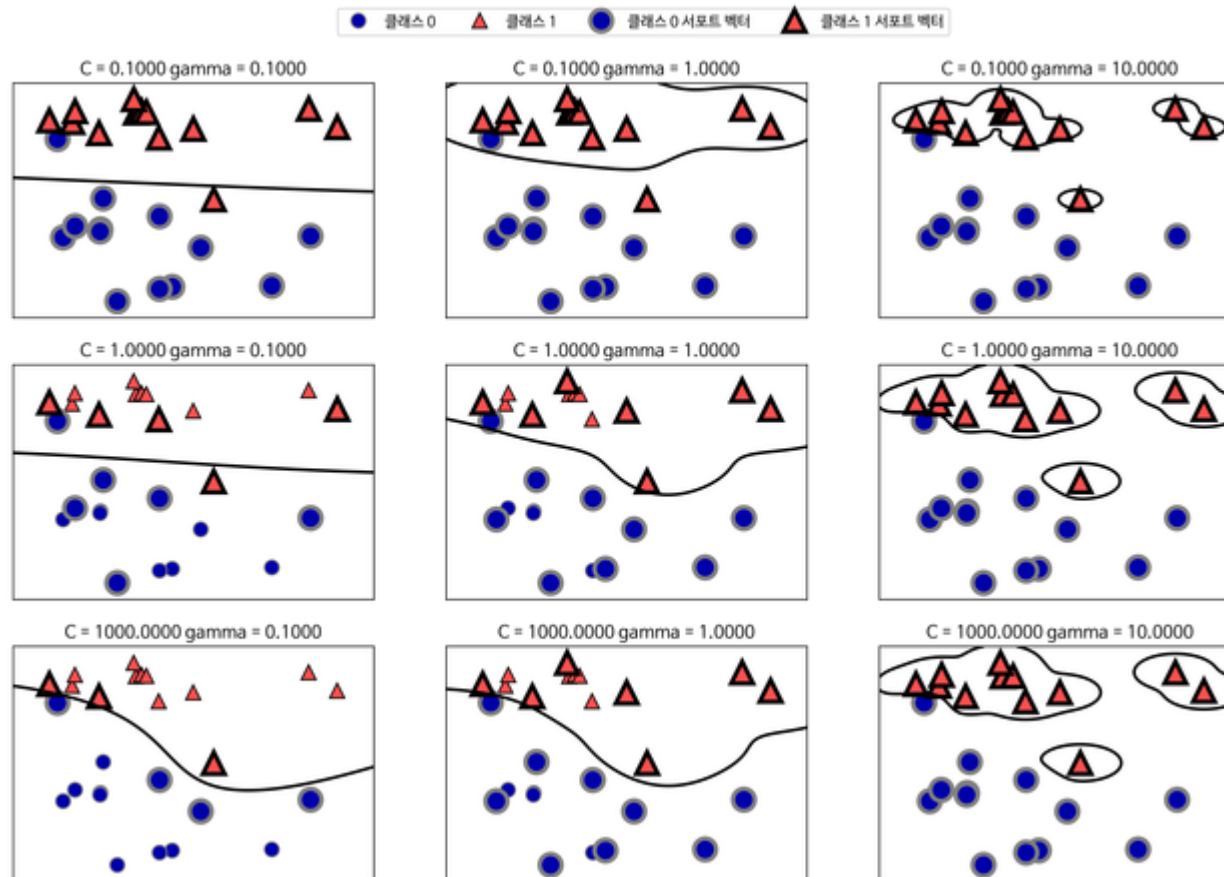 클래스 0 클래스 1 클래스 0 서포트 벡터 클래스 1 서포트 벡터
C = 0.1000 gamma = 0.1000
C = 0.1000 gamma = 1.0000
C = 0.1000 gamma = 10.0000
C = 1.0000 gamma = 0.1000
C = 1.0000 gamma = 1.0000
C = 1.0000 gamma = 10.0000
C = 1000.0000 gamma = 0.1000
C = 1000.0000 gamma = 1.0000
C = 1000.0000 gamma = 10.0000